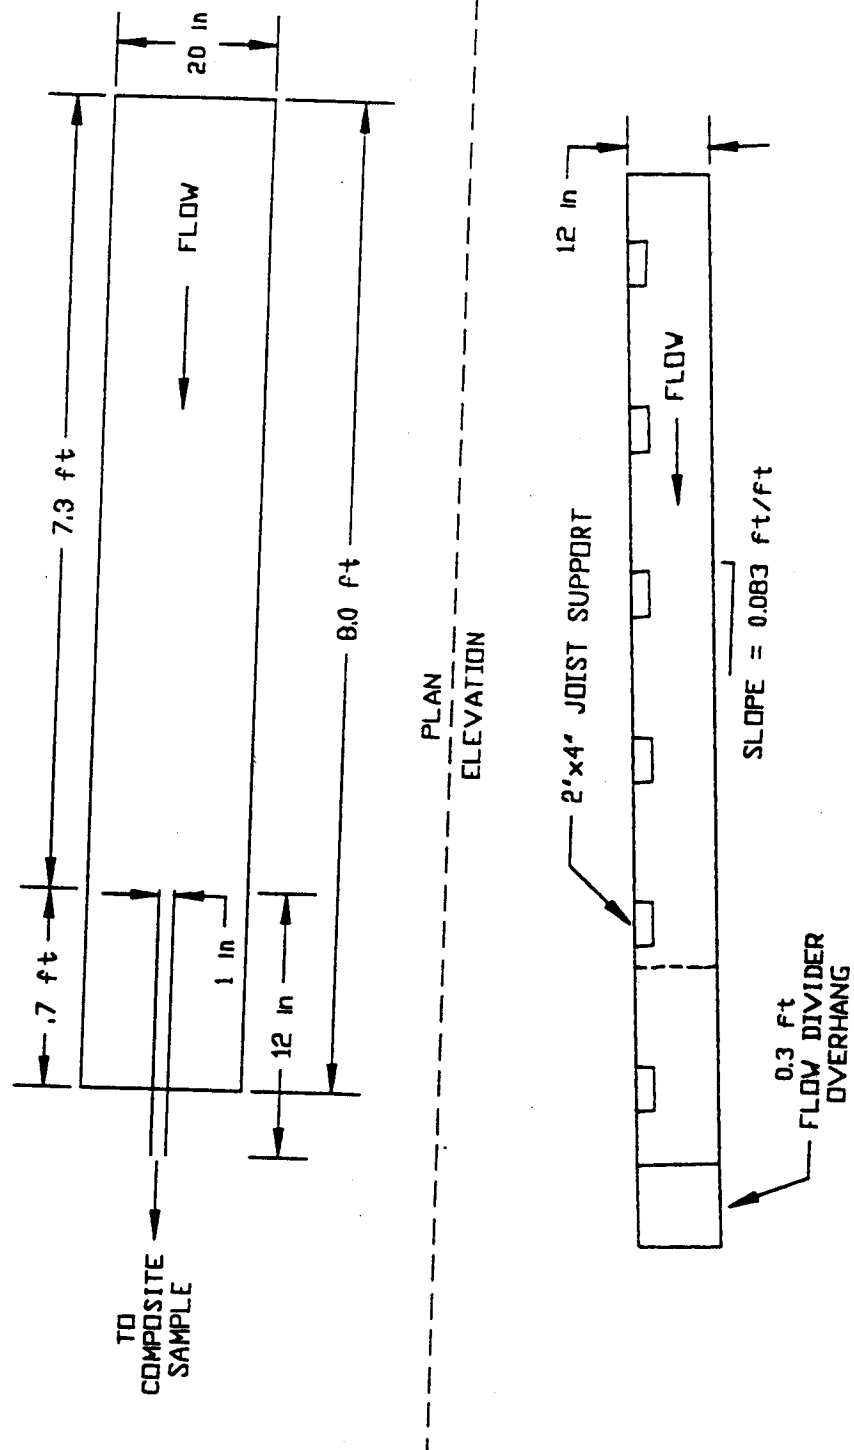 20 in
7.3 ft
FLOW
8.0 ft
.7 ft
1 in
12 in
TO
COMPOSITE
SAMPLE
PLAN
ELEVATION
12 in
FLOW
2"x4" JOIST SUPPORT
SLOPE = 0.083 ft/ft
0.3 ft
FLOW DIVIDER
OVERHANG